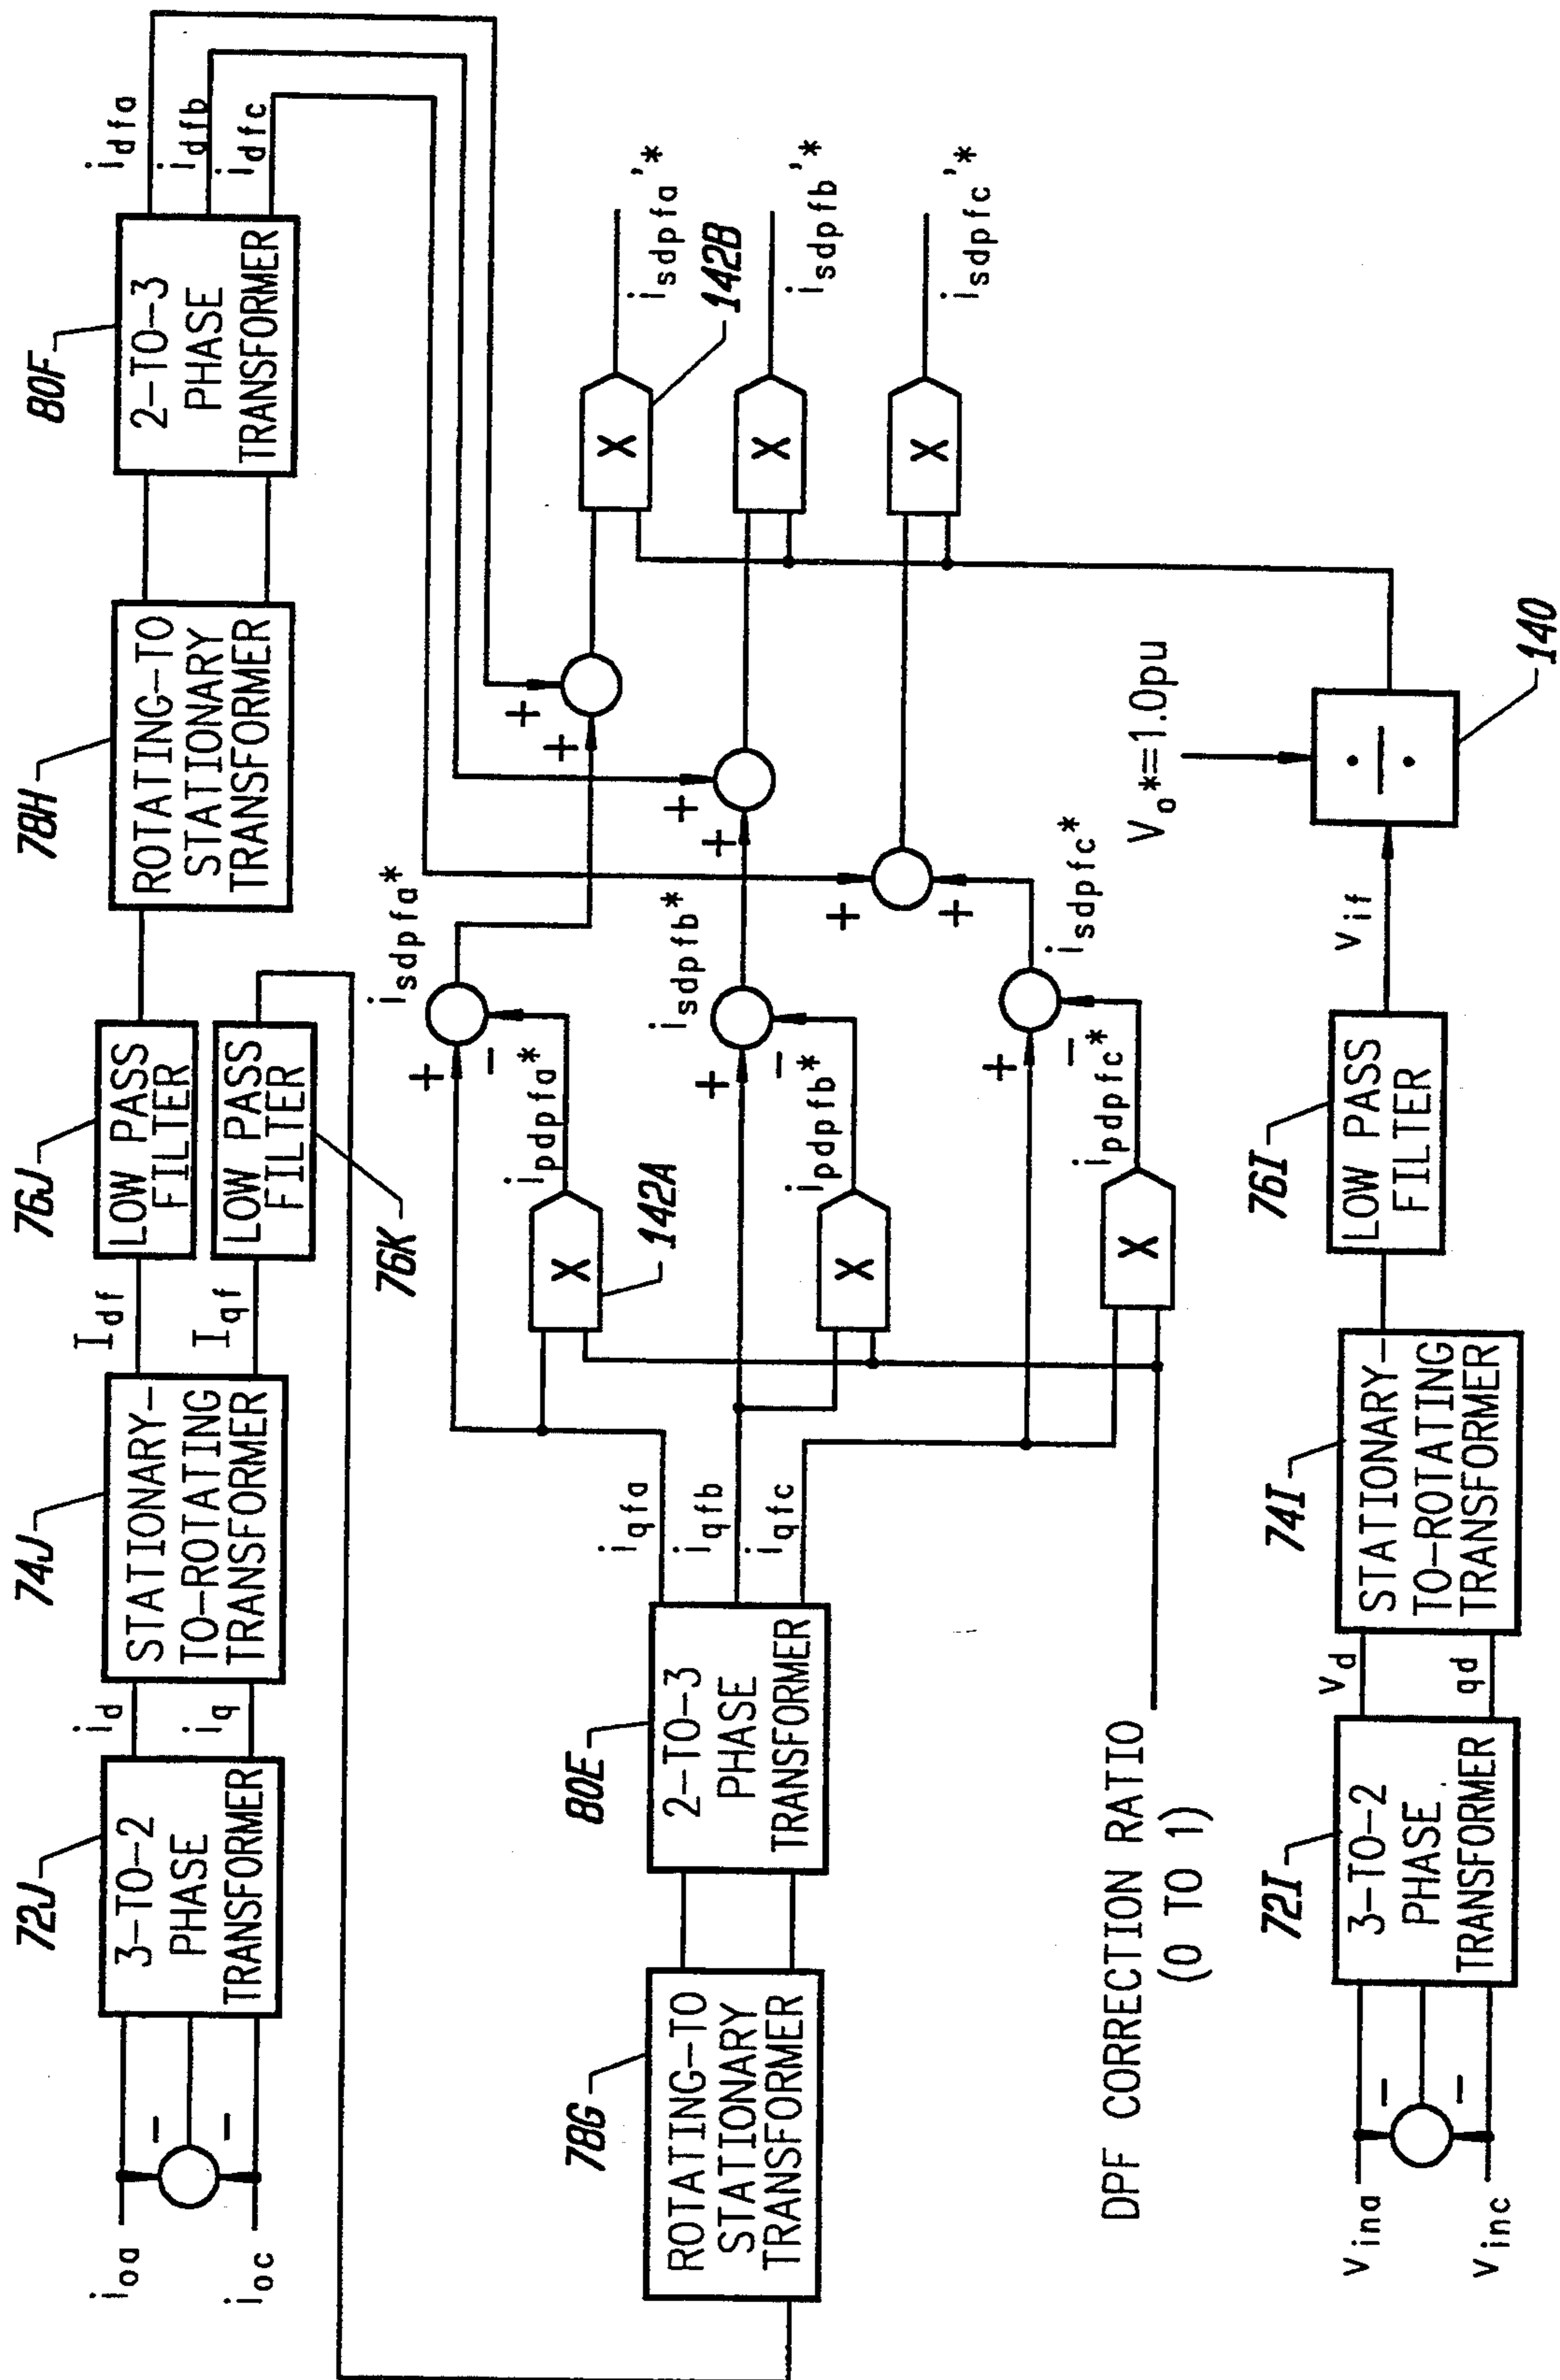 i_oa
i_oc
72J
3-TO-2
PHASE
TRANSFORMER
i_d
i_q
74J
STATIONARY-
TO-ROTATING
TRANSFORMER
I_df
I_qf
76J
LOW PASS
FILTER
LOW PASS
FILTER
76K
78H
ROTATING-TO
STATIONARY
TRANSFORMER
80F
2-TO-3
PHASE
TRANSFORMER
i_dfa
i_dfb
i_dfc
78G
ROTATING-TO
STATIONARY
TRANSFORMER
80E
2-TO-3
PHASE
TRANSFORMER
i_qfa
i_qfb
i_qfc
X
142A
X
X
i_pdpfa*
i_pdpfb*
i_pdpfc*
i_sdpfa*
i_sdpfb*
i_sdpfc*
X
142B
X
X
i_sdpfa'*
i_sdpfb'*
i_sdpfc'*
DPF CORRECTION RATIO
(0 TO 1)
v_ina
v_inc
72I
3-TO-2
PHASE
TRANSFORMER
v_d
qd
74I
STATIONARY-
TO-ROTATING
TRANSFORMER
76I
LOW PASS
FILTER
v_if
V_o*=1.0pu
÷
140